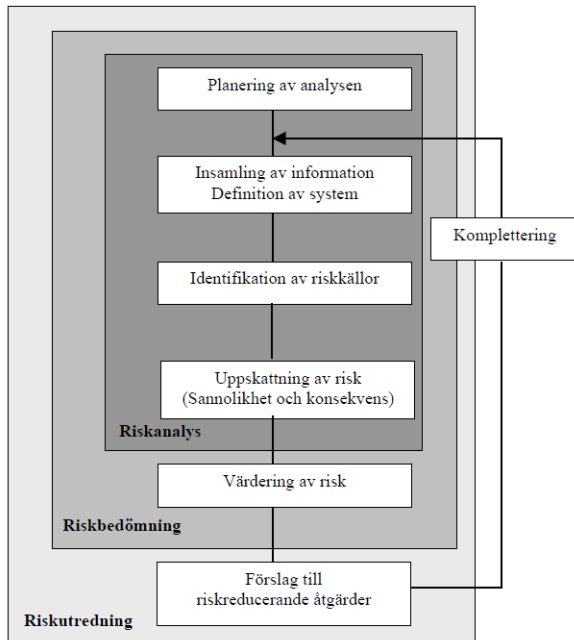 Planering av analysen
Insamling av information
Definition av system
Komplettering
Identifikation av riskkällor
Uppskattning av risk
(Sannolikhet och konsekvens)
Riskanalys
Värdering av risk
Riskbedömning
Förslag till
riskreducerande åtgärder
Riskutredning